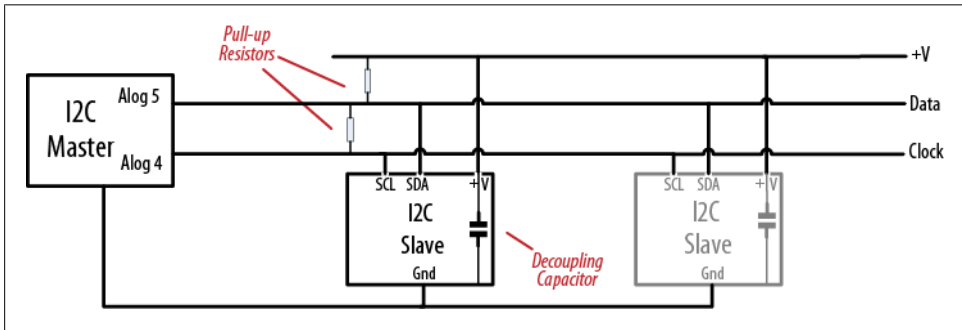 Pull-up
Resistors
+V
I2C
Master
Alog 5
Alog 4
Data
Clock
SCL SDA +V
I2C
Slave
Gnd
Decoupling
Capacitor
SCL SDA +V
I2C
Slave
Gnd